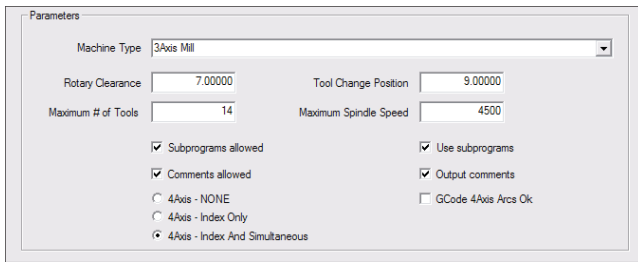 Parameters
Machine Type 3Axis Mill
Rotary Clearance 7.00000 Tool Change Position 9.00000
Maximum # of Tools 14 Maximum Spindle Speed 4500
Subprograms allowed Use subprograms
Comments allowed Output comments
4Axis - NONE GCode 4Axis Arcs Ok
4Axis - Index Only
4Axis - Index And Simultaneous